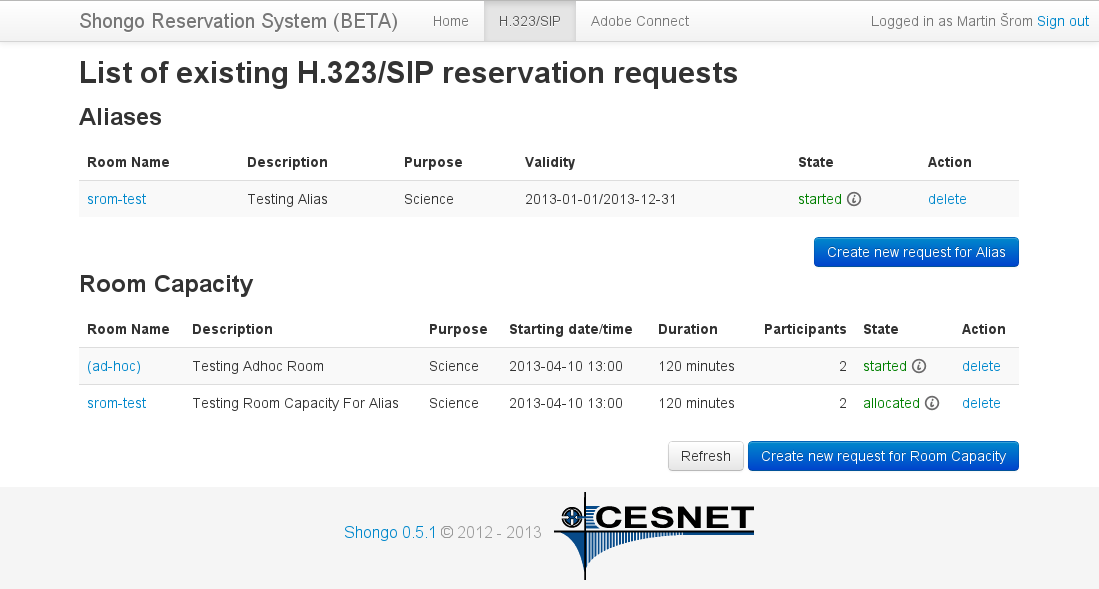 Shongo Reservation System (BETA) Home H.323/SIP Adobe Connect Logged in as Martin Šrom Sign out
List of existing H.323/SIP reservation requests
Aliases
Room Name Description Purpose Validity State Action
srom-test Testing Alias Science 2013-01-01/2013-12-31 started delete
Create new request for Alias
Room Capacity
Room Name Description Purpose Starting date/time Duration Participants State Action
(ad-hoc) Testing Adhoc Room Science 2013-04-10 13:00 120 minutes 2 started delete
srom-test Testing Room Capacity For Alias Science 2013-04-10 13:00 120 minutes 2 allocated delete
Refresh Create new request for Room Capacity
Shongo 0.5.1 © 2012 - 2013 CESNET